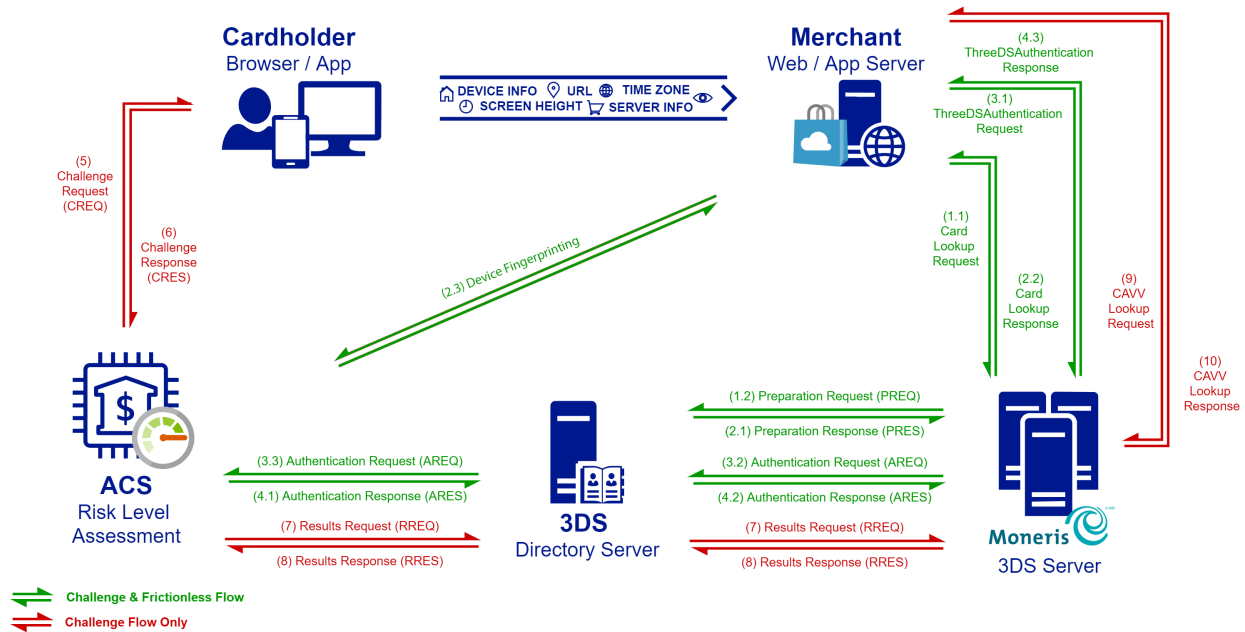 Cardholder
Browser / App
DEVICE INFO
URL
TIME ZONE
SCREEN HEIGHT
SERVER INFO
Merchant
Web / App Server
(4.3)
ThreeDSAuthentication
Response
(3.1)
ThreeDSAuthentication
Request
(5)
Challenge
Request
(CREQ)
(6)
Challenge
Response
(CRES)
(2.3) Device Fingerprinting
(1.1)
Card
Lookup
Request
(2.2)
Card
Lookup
Response
(9)
CAVV
Lookup
Request
(10)
CAVV
Lookup
Response
$
ACS
Risk Level
Assessment
(3.3) Authentication Request (AREQ)
(4.1) Authentication Response (ARES)
(7) Results Request (RREQ)
(8) Results Response (RRES)
3DS
Directory Server
(1.2) Preparation Request (PREQ)
(2.1) Preparation Response (PRES)
(3.2) Authentication Request (AREQ)
(4.2) Authentication Response (ARES)
(7) Results Request (RREQ)
(8) Results Response (RRES)
Moneris
3DS Server
Challenge & Frictionless Flow
Challenge Flow Only